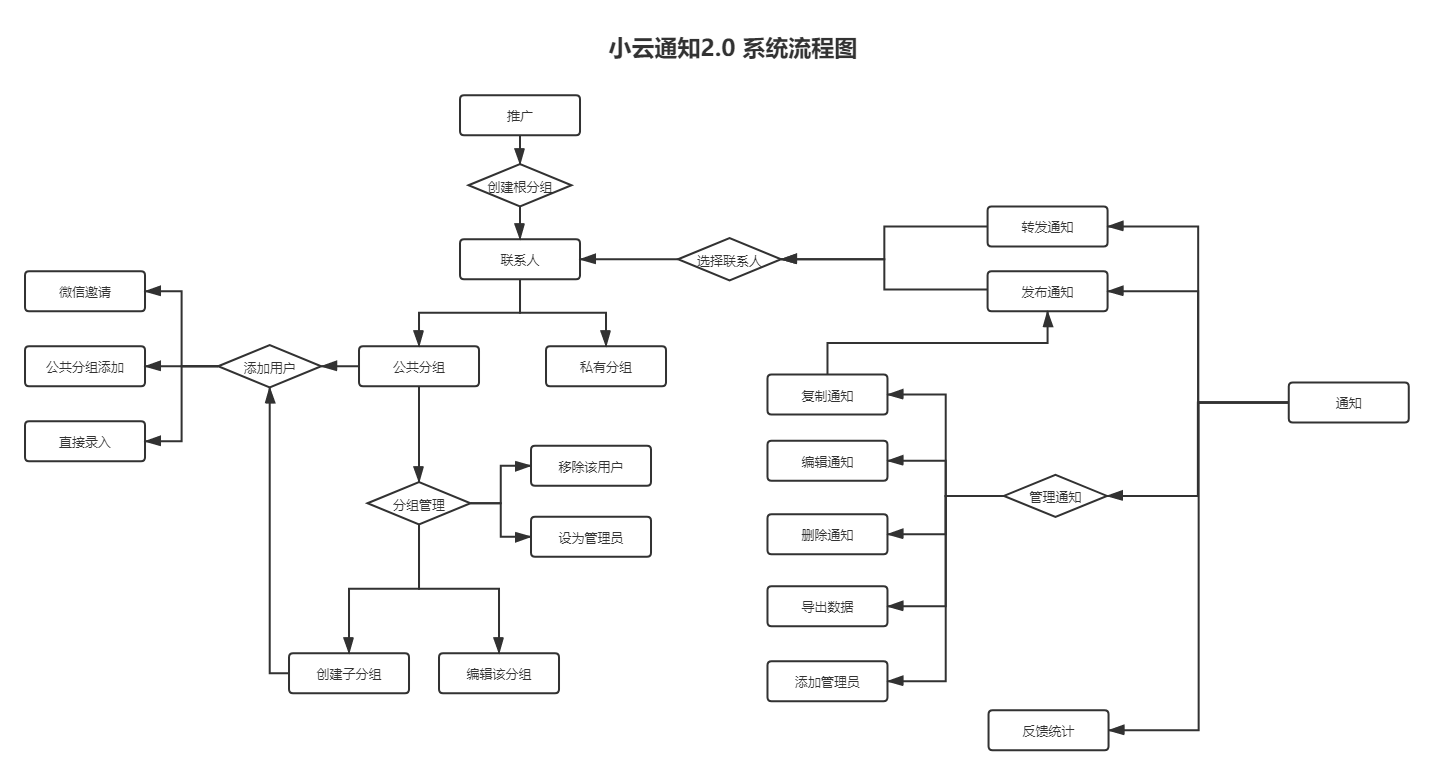 小云通知2.0 系统流程图
推广
创建根分组
联系人
选择联系人
转发通知
发布通知
微信邀请
公共分组添加
直接录入
添加用户
公共分组
私有分组
复制通知
编辑通知
删除通知
导出数据
添加管理员
管理通知
通知
移除该用户
分组管理
设为管理员
创建子分组
编辑该分组
反馈统计